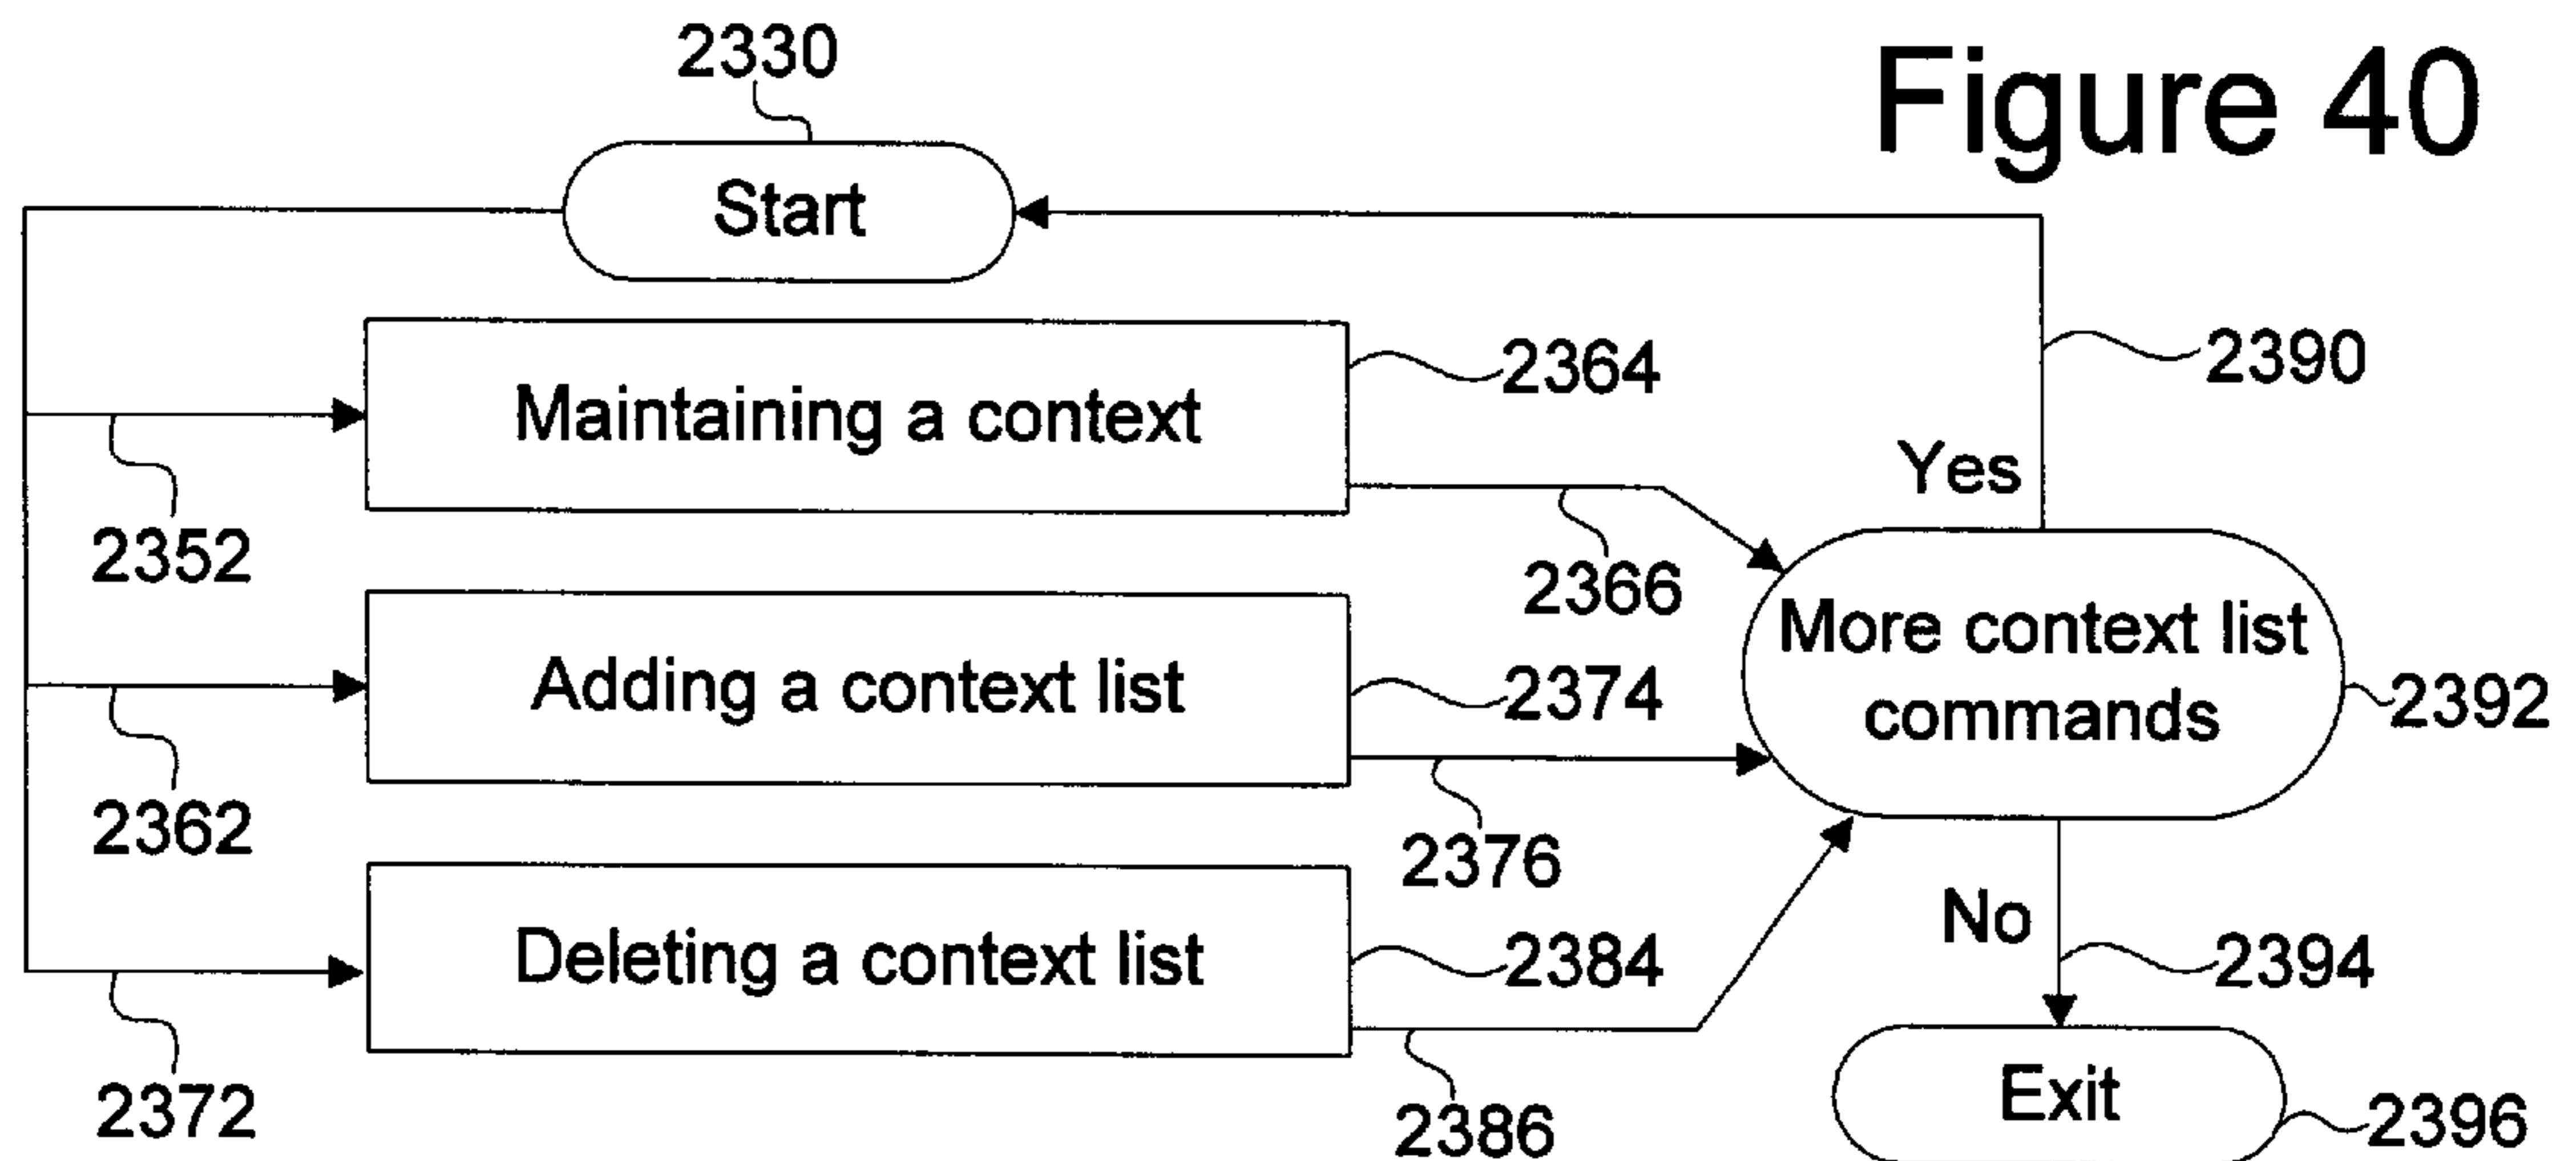 Figure 40
2330
Start
2390
Maintaining a context
2364
Yes
2352
2366
More context list
commands
2392
Adding a context list
2374
2362
2376
No
Deleting a context list
2384
2394
2372
2386
Exit
2396